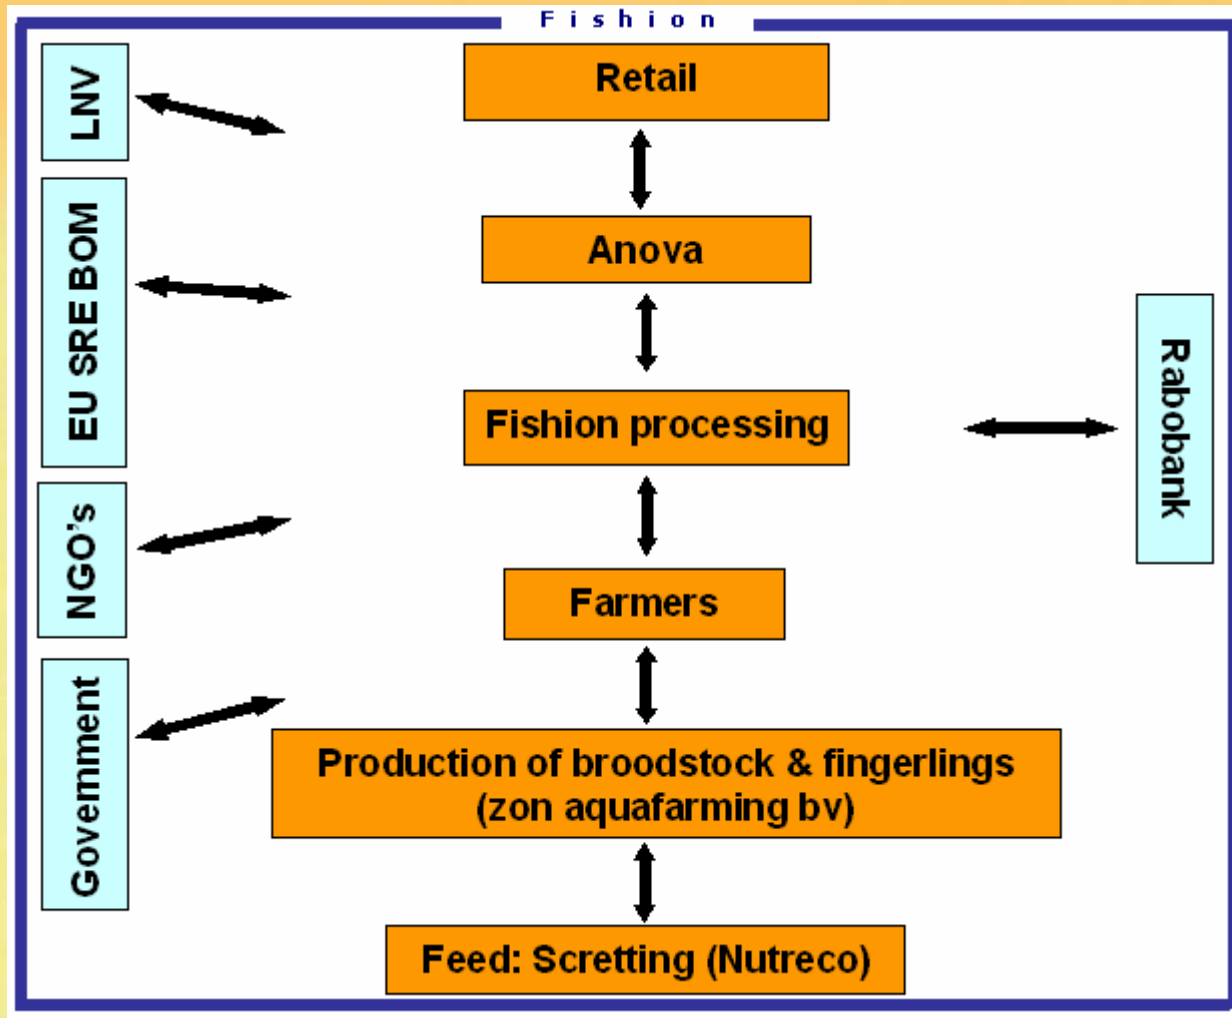 Fishion
LNV
EU SRE BOM
NGO's
Government
Retail
Anova
Fishion processing
Farmers
Production of broodstock & fingerlings
(zon aquafarming bv)
Feed: Scretting (Nutreco)
Rabobank